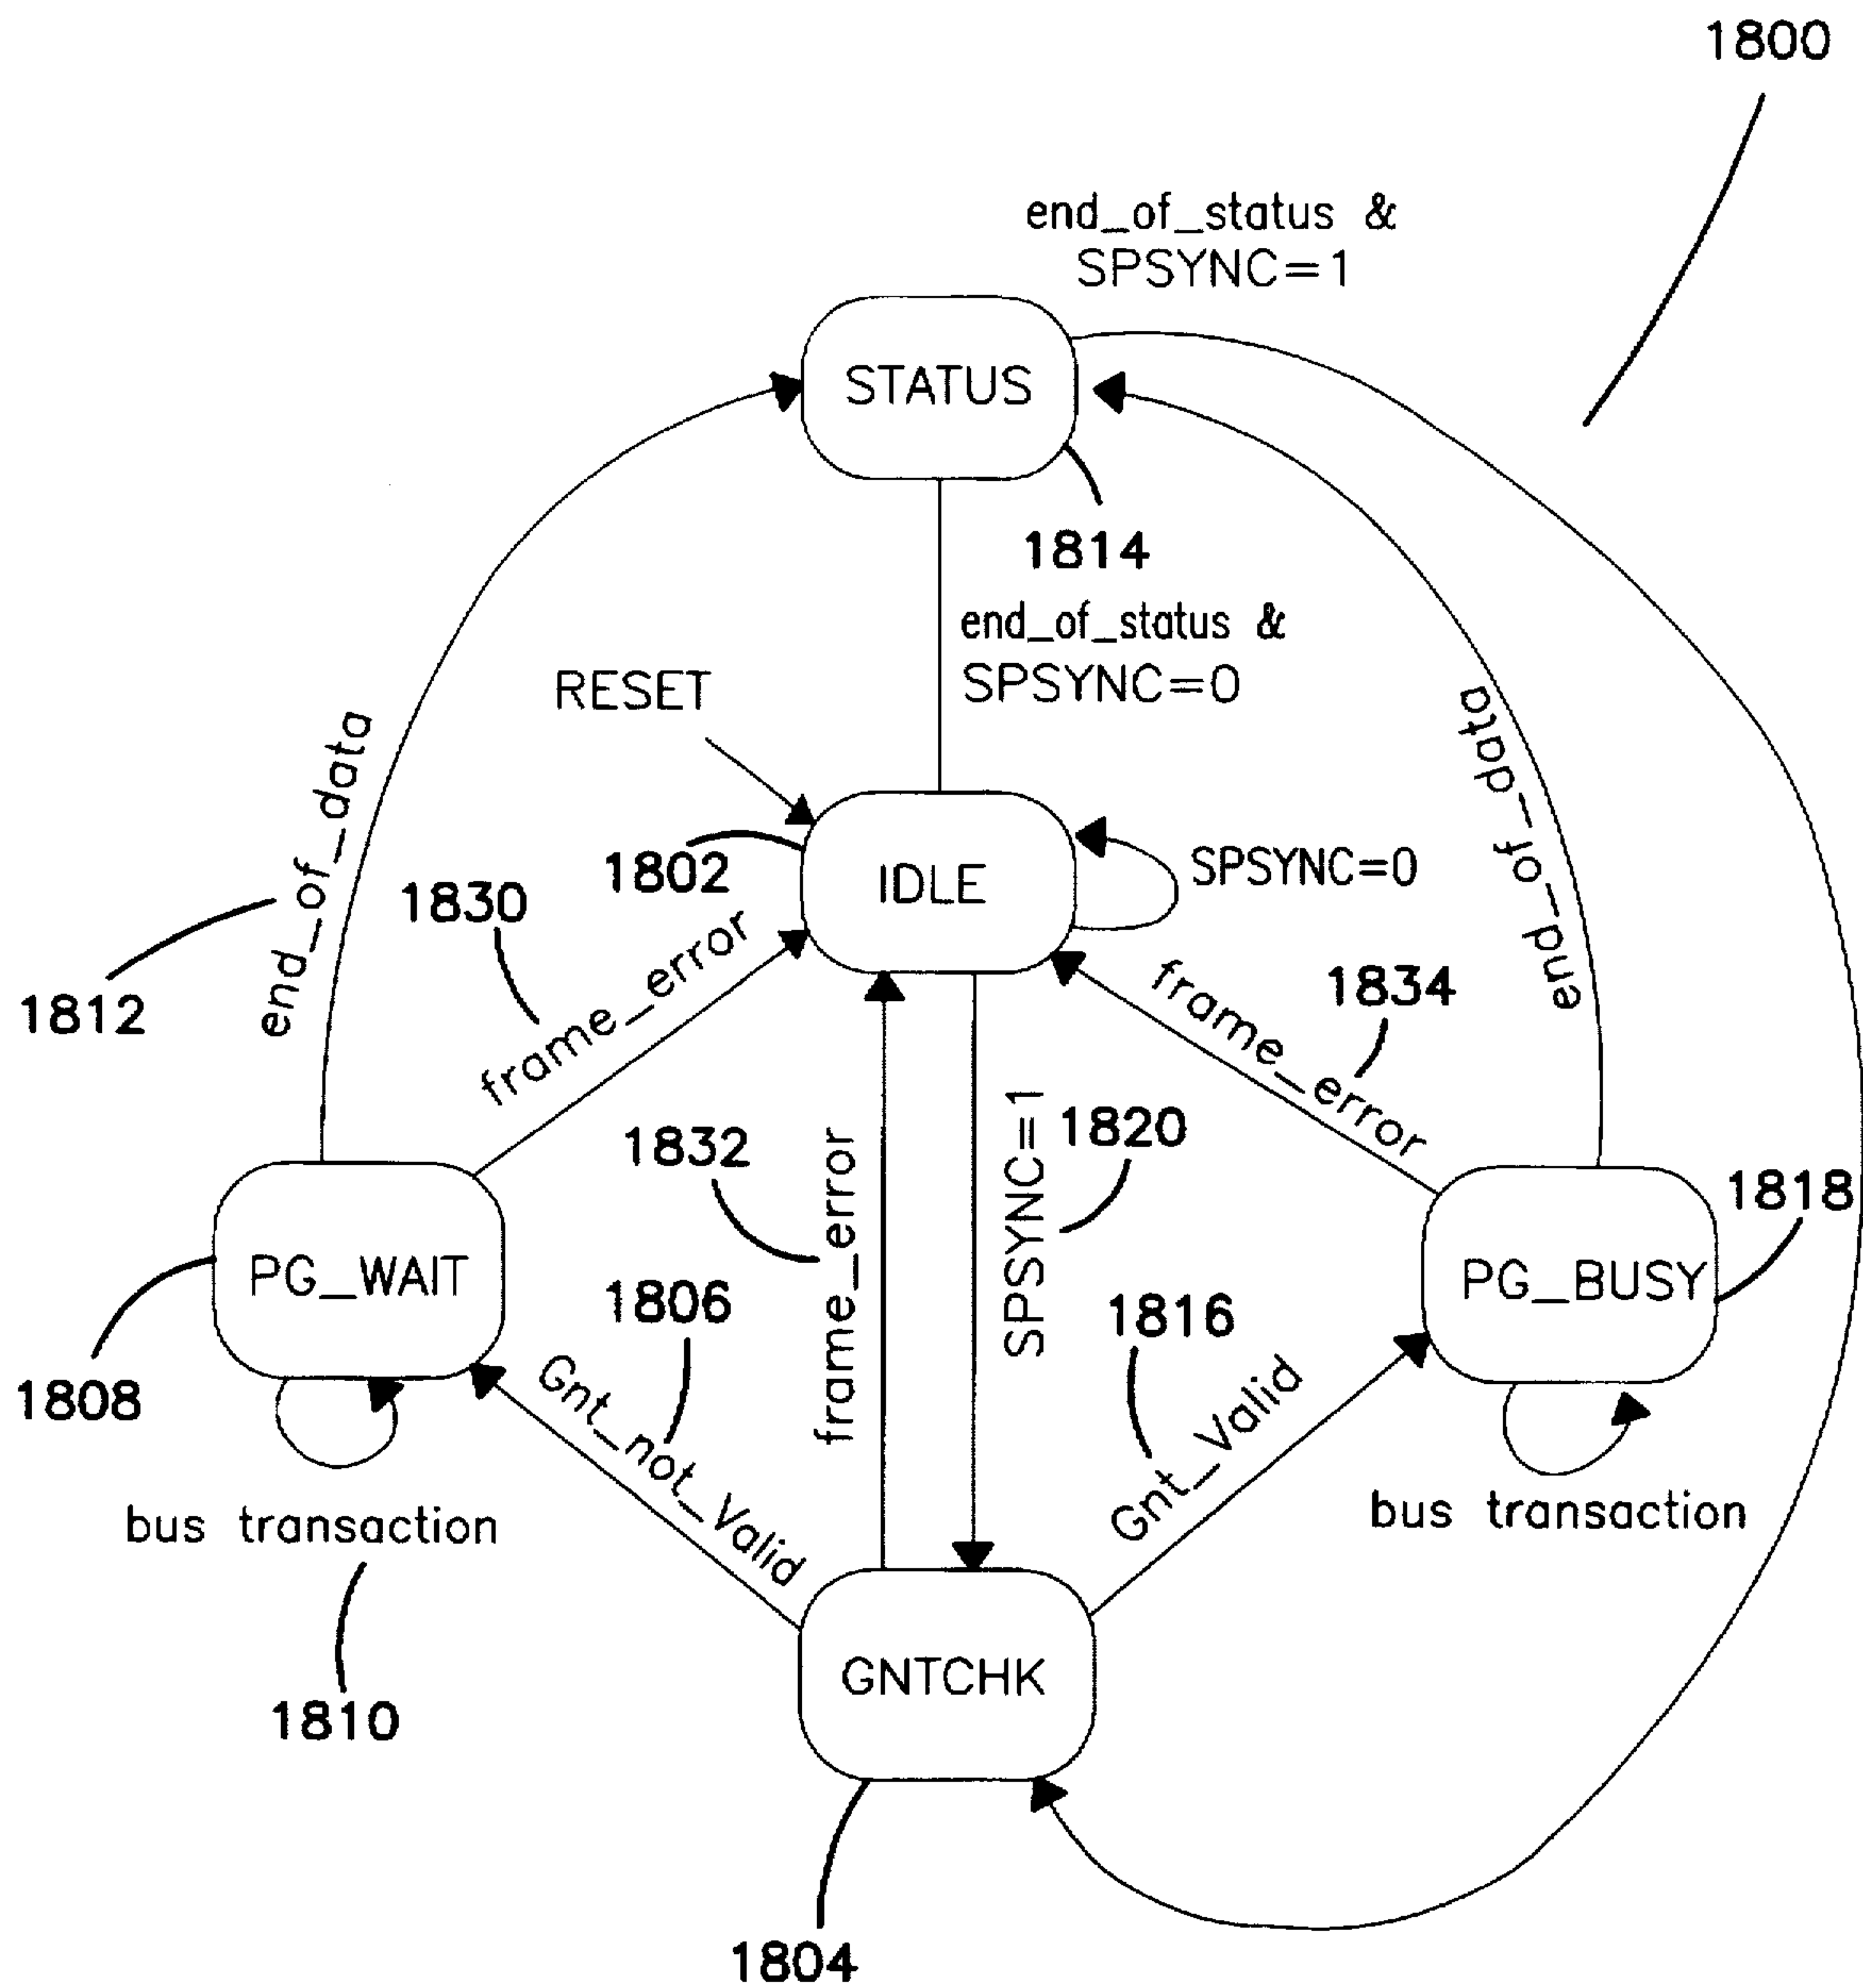 1800
end_of_status &
SPSYNC=1
STATUS
1814
end_of_status &
SPSYNC=0
RESET
end_of_data
end_of_data
1802
IDLE
SPSYNC=0
1830
frame_error
1812
frame_error
1834
1832
frame_error
SPSYNC=1
1820
1818
PG_WAIT
PG_BUSY
1806
1816
1808
Gnt_not_Valid
Gnt_Valid
bus transaction
bus transaction
GNTCHK
1810
1804